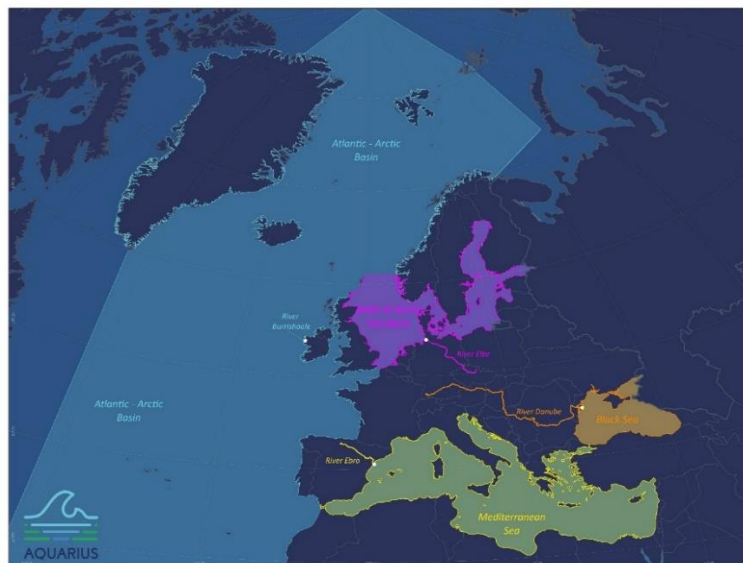 Atlantic - Arctic
Basin
River
Burrishoole
River Elbe
Atlantic - Arctic
Basin
River Danube
Black Sea
River Ebro
Mediterranean
Sea
AQUARIUS